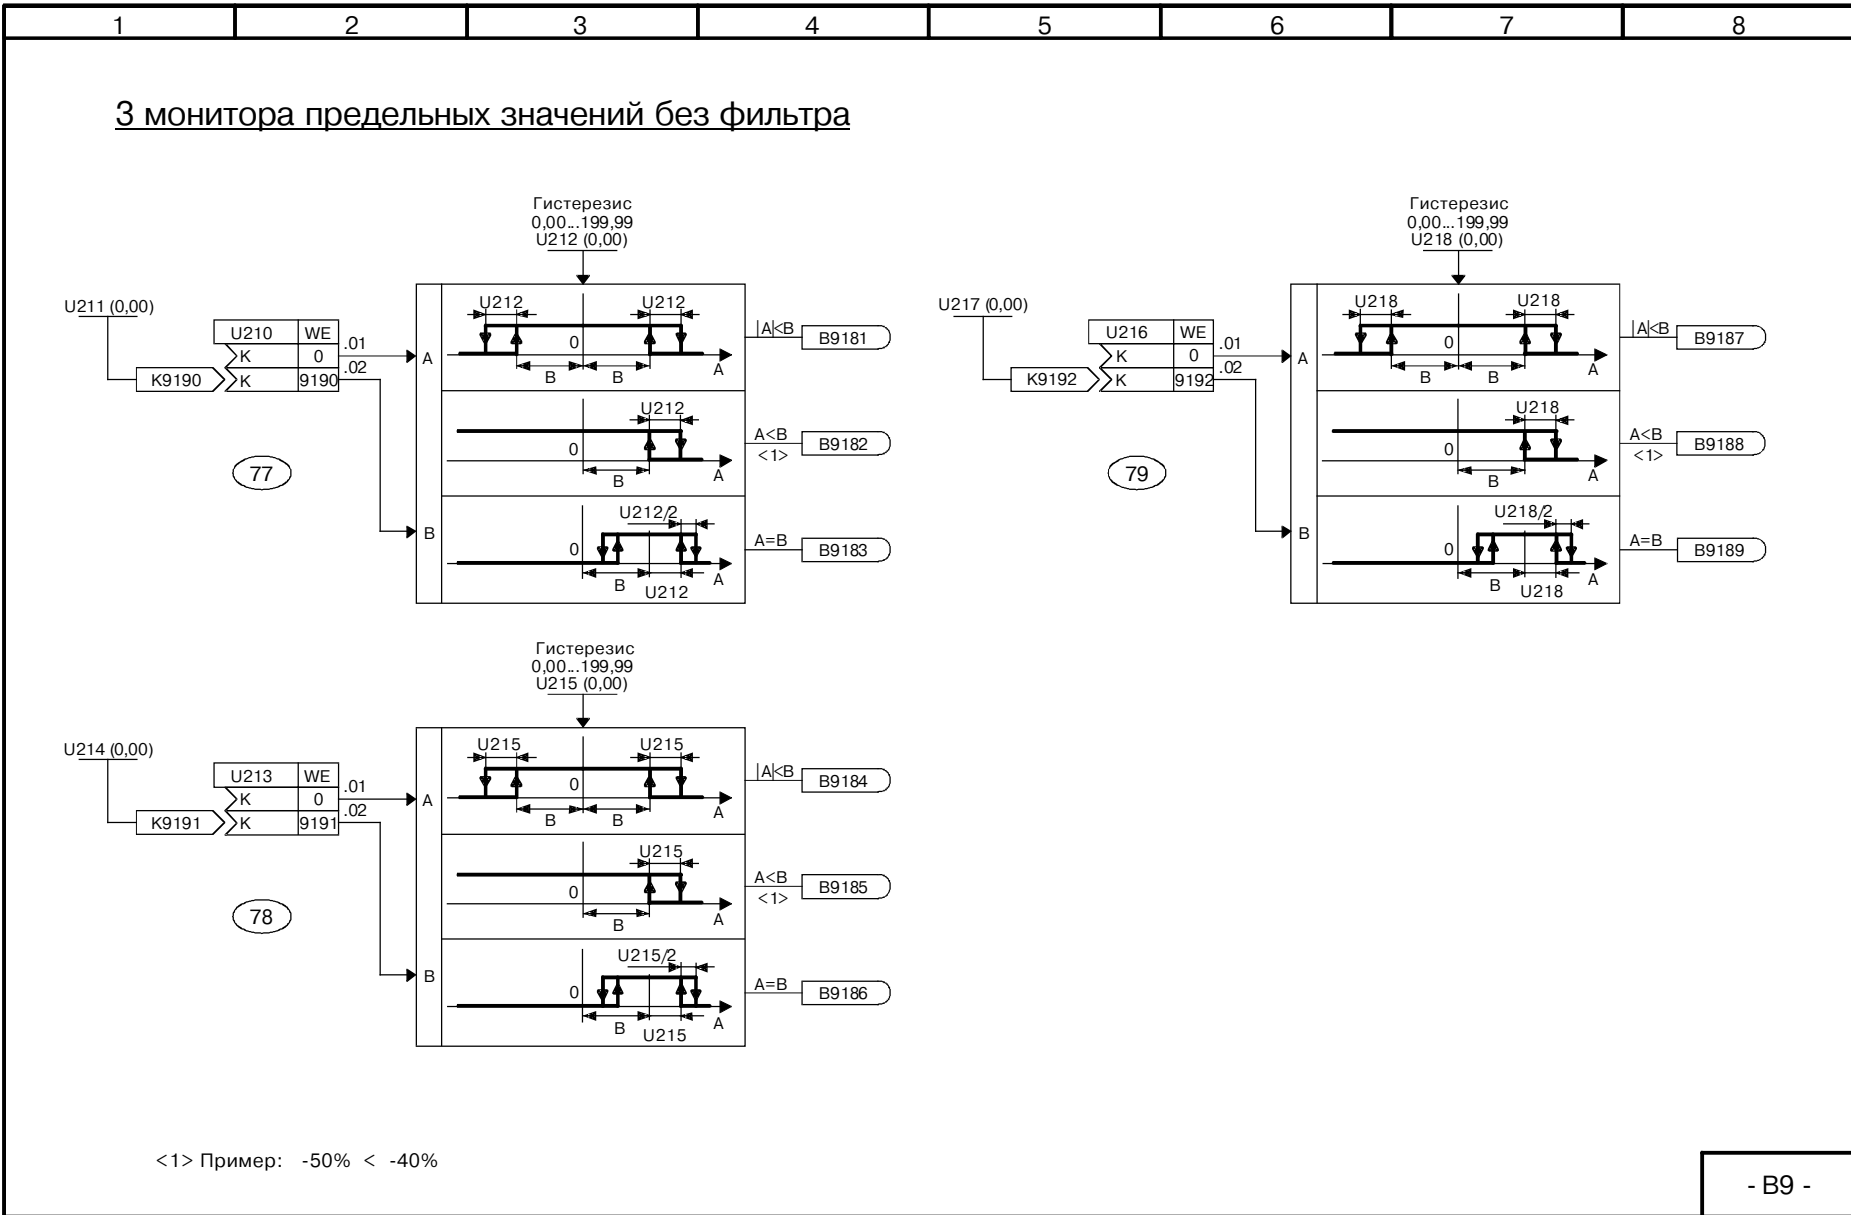 1 2 3 4 5 6 7 8
3 монитора предельных значений без фильтра
Гистерезис
0,00...199,99
U212 (0,00)
U211 (0,00)
U210 WE
K 0 .01
K9190 K 9190 .02
77
A
B
U212 U212
0
B B A
|A|<B B9181
U212
0
B A
A<B
<1>
B9182
U212/2
0
B U212 A
A=B B9183
Гистерезис
0,00...199,99
U218 (0,00)
U217 (0,00)
U216 WE
K 0 .01
K9192 K 9192 .02
79
A
B
U218 U218
0
B B A
|A|<B B9187
U218
0
B A
A<B
<1>
B9188
U218/2
0
B U218 A
A=B B9189
Гистерезис
0,00...199,99
U215 (0,00)
U214 (0,00)
U213 WE
K 0 .01
K9191 K 9191 .02
78
A
B
U215 U215
0
B B A
|A|<B B9184
U215
0
B A
A<B
<1>
B9185
U215/2
0
B U215 A
A=B B9186
<1> Пример: -50% < -40%
- B9 -